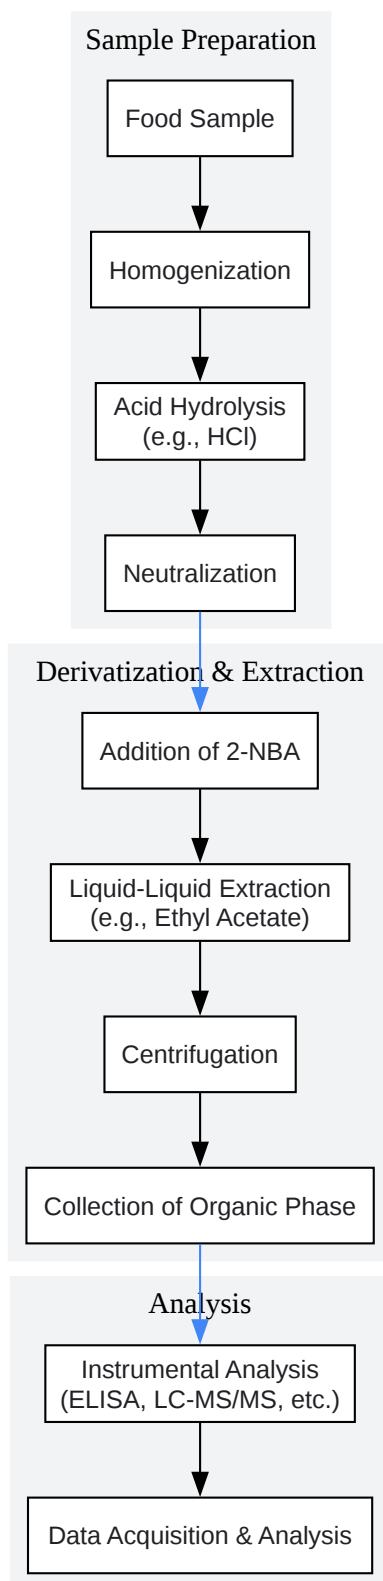 Sample Preparation
Food Sample
Homogenization
Acid Hydrolysis
(e.g., HCl)
Neutralization
Derivatization & Extraction
Addition of 2-NBA
Liquid-Liquid Extraction
(e.g., Ethyl Acetate)
Centrifugation
Collection of Organic Phase
Analysis
Instrumental Analysis
(ELISA, LC-MS/MS, etc.)
Data Acquisition & Analysis